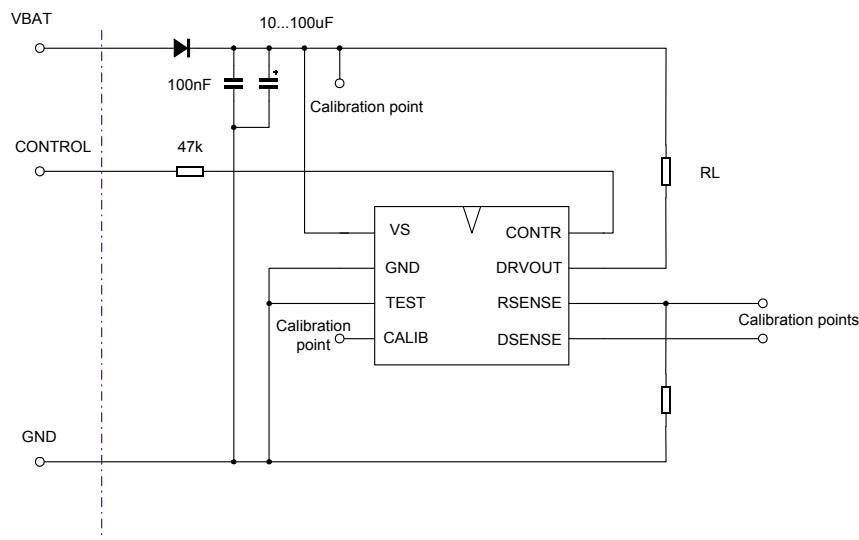 VBAT
10...100uF
100nF
Calibration point
CONTROL
47k
RL
VS
CONTR
GND
DRVOUT
TEST
RSENSE
Calibration
point
CALIB
DSENSE
Calibration points
GND